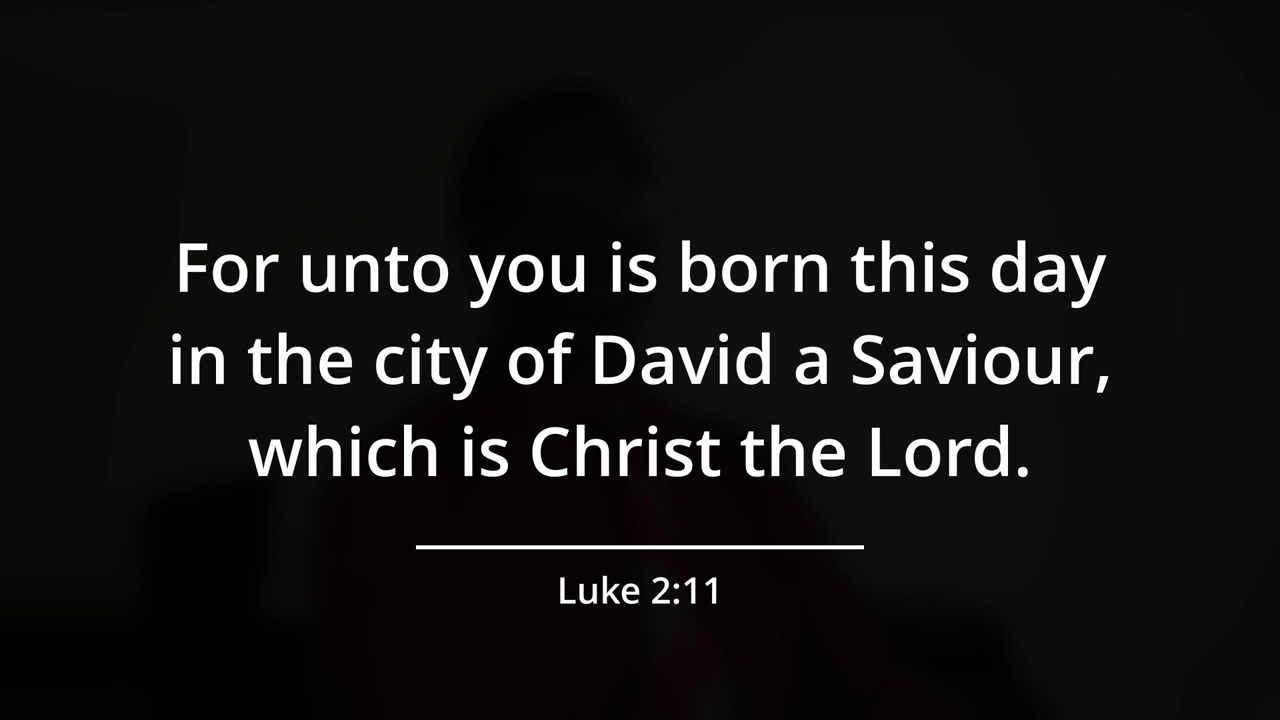 For unto you is born this day
in the city of David a Saviour,
which is Christ the Lord.
Luke 2:11